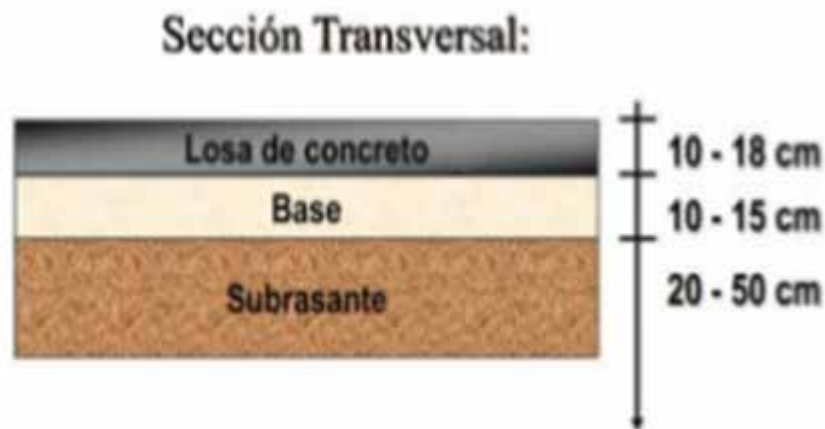 Sección Transversal:
Losa de concreto
10 - 18 cm
Base
10 - 15 cm
Subrasante
20 - 50 cm